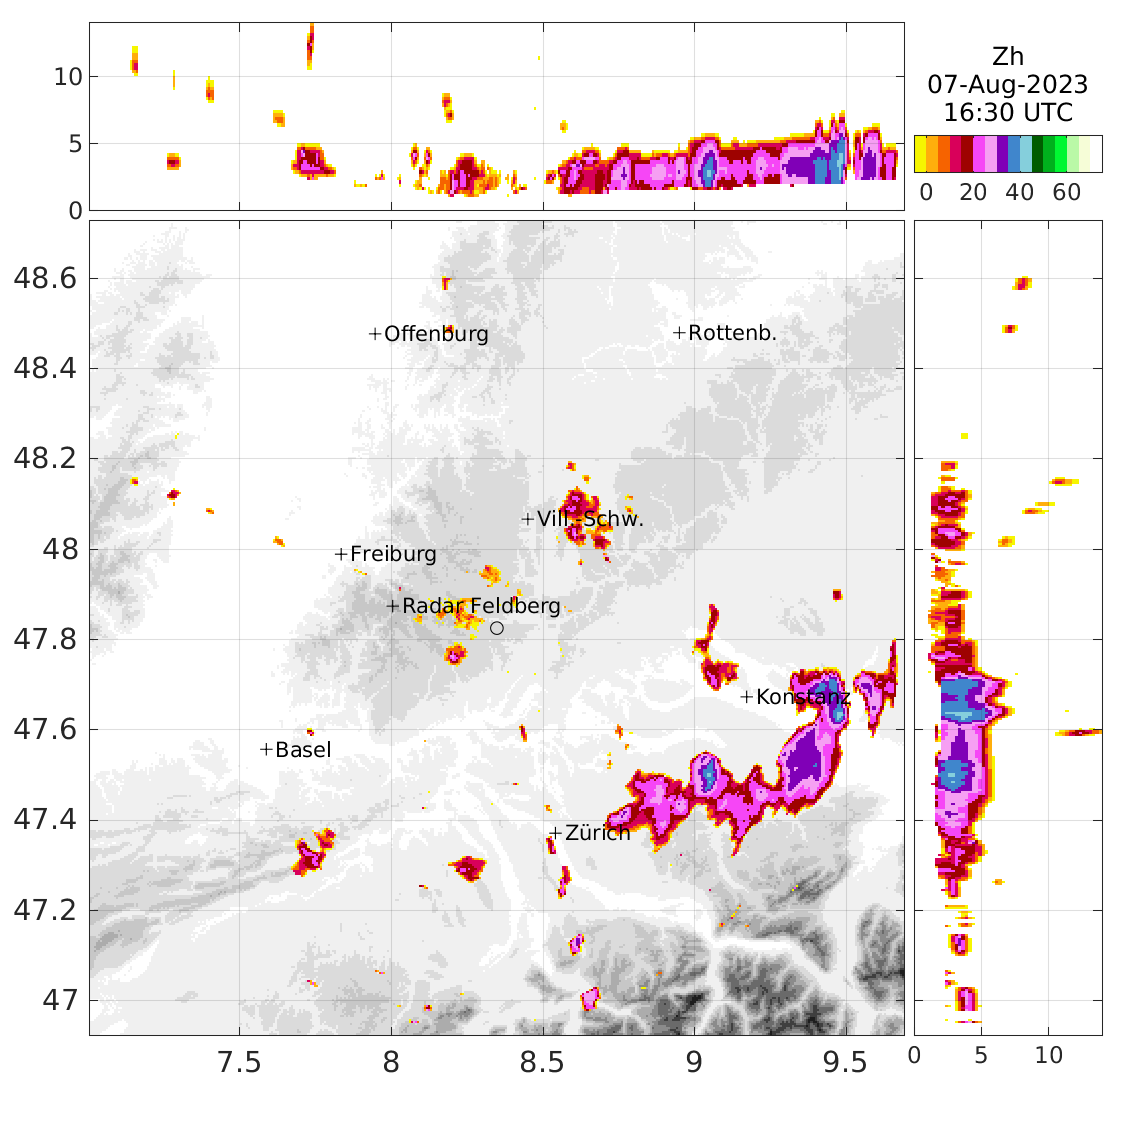 10
5
0
Zh
07-Aug-2023
16:30 UTC
0 20 40 60
48.6
48.4
48.2
48
47.8
47.6
47.4
47.2
47
+Offenburg
+Rottenb.
+Vill.-Schw.
+Freiburg
+Radar Feldberg
+Konstanz
+Basel
+Zürich
7.5 8 8.5 9 9.5
0 5 10